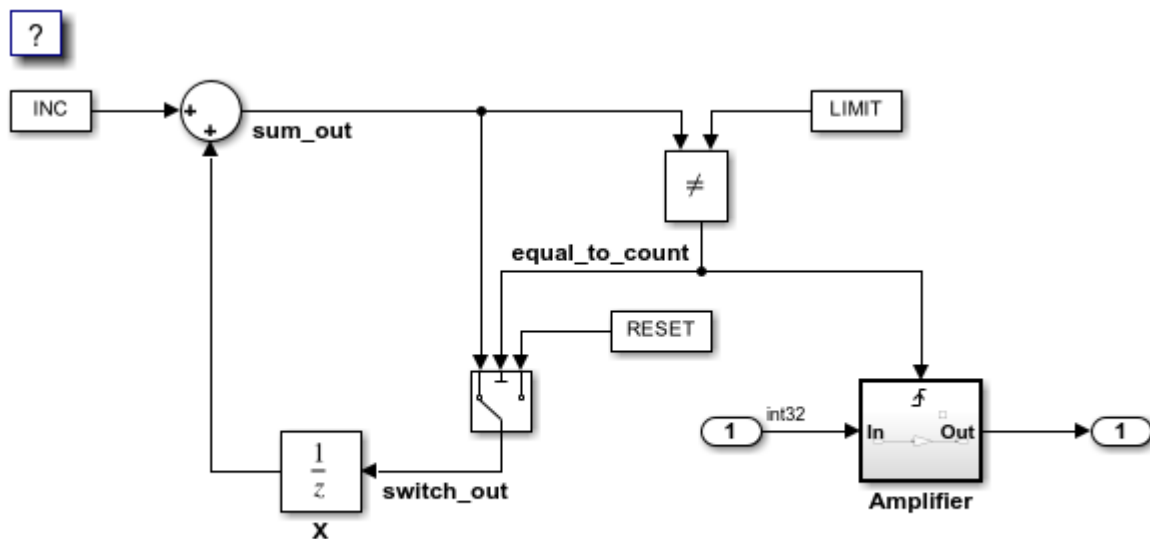 ?
INC
sum_out
LIMIT
≠
equal_to_count
RESET
1
int32
In
Out
1
1
z
switch_out
Amplifier
X